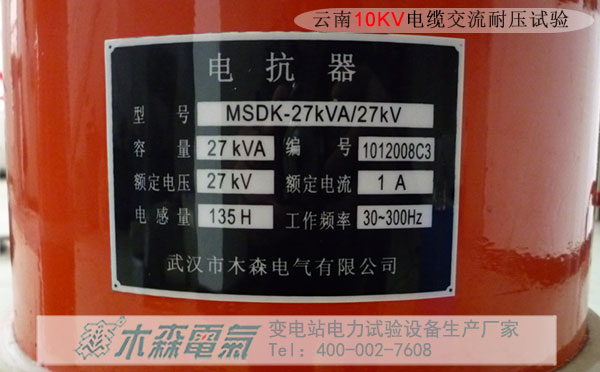 云南10KV电缆交流耐压试验
电抗器
型号 MSDK-27kVA/27kV
容量 27 kVA 编号 1012008C3
额定电压 27 kV 额定电流 1 A
电感量 135 H 工作频率 30~300Hz
武汉市木森电气有限公司
木森電氣 变电站电力试验设备生产厂家
Tel：400-002-7608